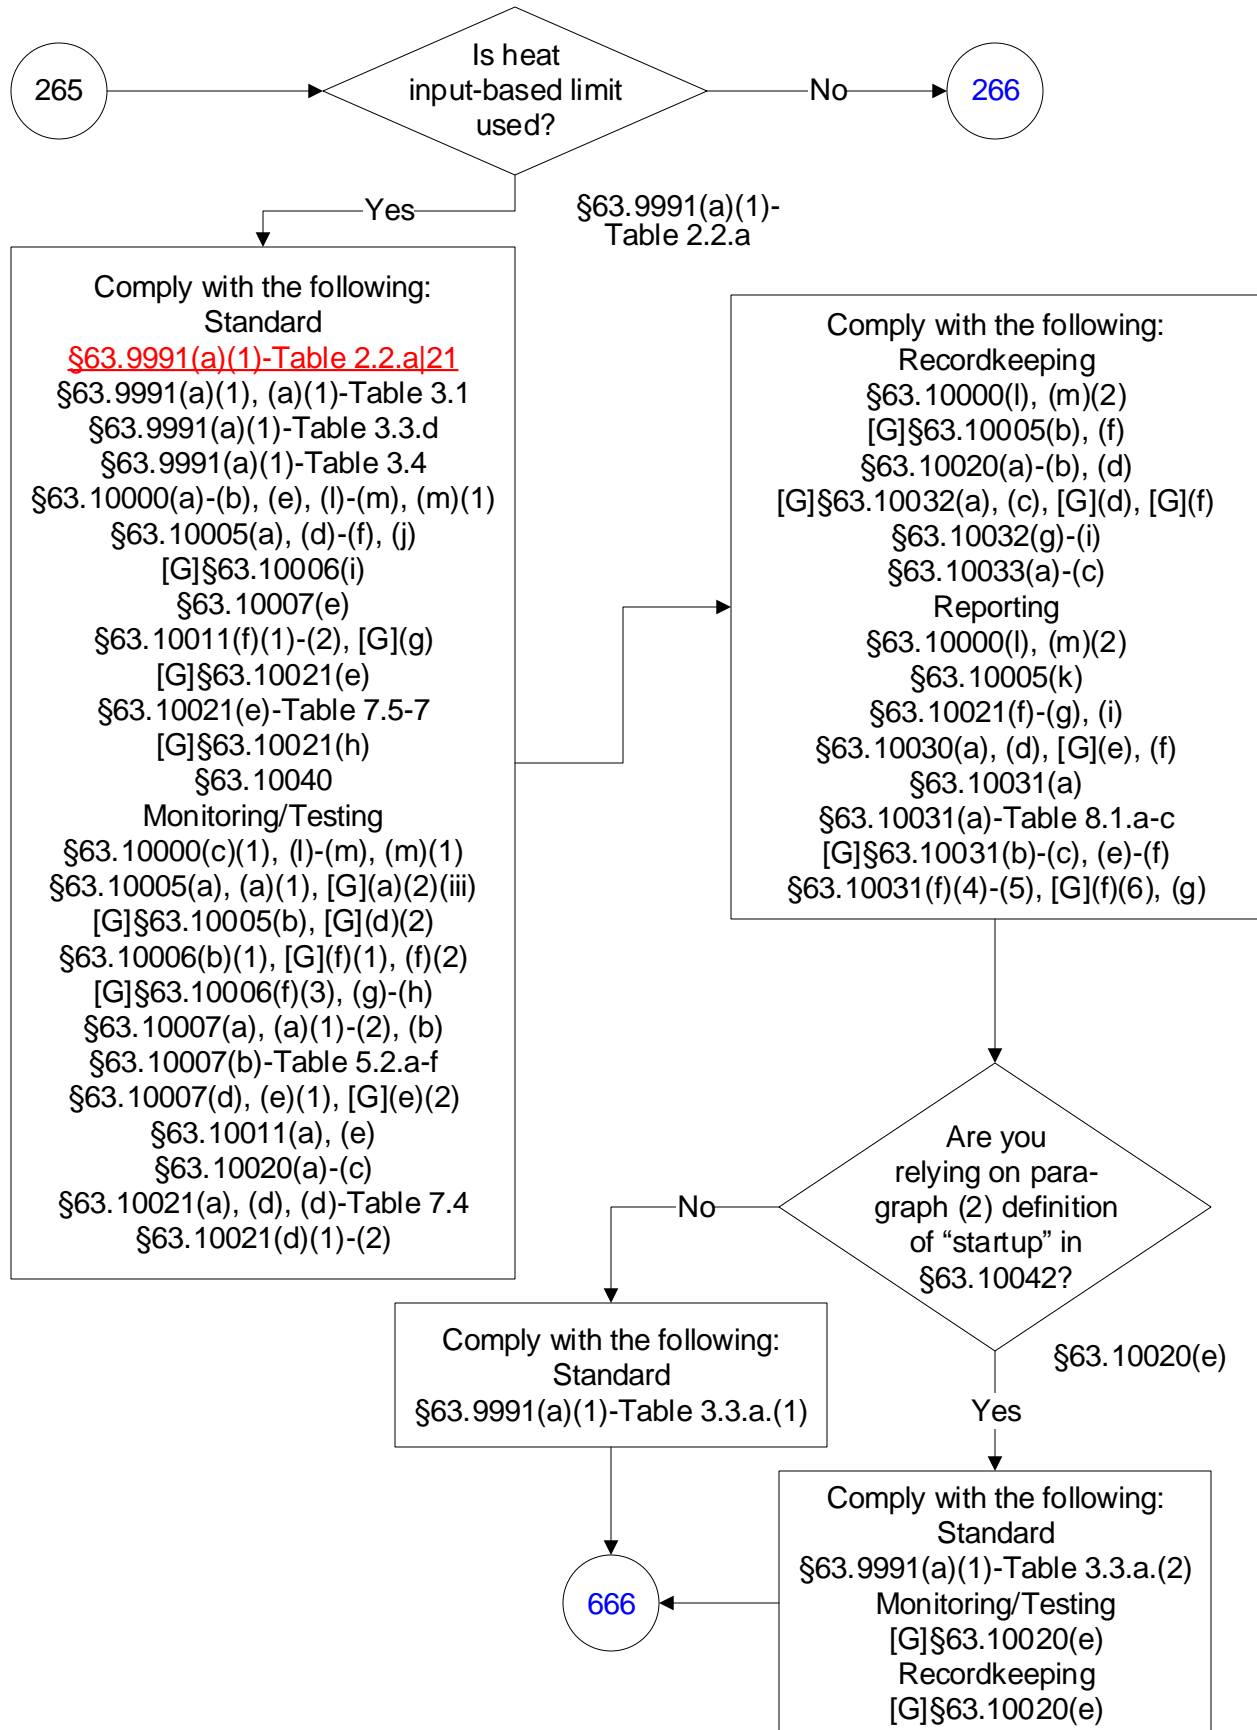 265
Is heat
input-based limit
used?
No
266
Yes
§63.9991(a)(1)-
Table 2.2.a
Comply with the following:
Standard
§63.9991(a)(1)-Table 2.2.a|21
§63.9991(a)(1), (a)(1)-Table 3.1
§63.9991(a)(1)-Table 3.3.d
§63.9991(a)(1)-Table 3.4
§63.10000(a)-(b), (e), (l)-(m), (m)(1)
§63.10005(a), (d)-(f), (j)
[G]§63.10006(i)
§63.10007(e)
§63.10011(f)(1)-(2), [G](g)
[G]§63.10021(e)
§63.10021(e)-Table 7.5-7
[G]§63.10021(h)
§63.10040
Monitoring/Testing
§63.10000(c)(1), (l)-(m), (m)(1)
§63.10005(a), (a)(1), [G](a)(2)(iii)
[G]§63.10005(b), [G](d)(2)
§63.10006(b)(1), [G](f)(1), (f)(2)
[G]§63.10006(f)(3), (g)-(h)
§63.10007(a), (a)(1)-(2), (b)
§63.10007(b)-Table 5.2.a-f
§63.10007(d), (e)(1), [G](e)(2)
§63.10011(a), (e)
§63.10020(a)-(c)
§63.10021(a), (d), (d)-Table 7.4
§63.10021(d)(1)-(2)
Comply with the following:
Recordkeeping
§63.10000(l), (m)(2)
[G]§63.10005(b), (f)
§63.10020(a)-(b), (d)
[G]§63.10032(a), (c), [G](d), [G](f)
§63.10032(g)-(i)
§63.10033(a)-(c)
Reporting
§63.10000(l), (m)(2)
§63.10005(k)
§63.10021(f)-(g), (i)
§63.10030(a), (d), [G](e), (f)
§63.10031(a)
§63.10031(a)-Table 8.1.a-c
[G]§63.10031(b)-(c), (e)-(f)
§63.10031(f)(4)-(5), [G](f)(6), (g)
Are you
relying on para-
graph (2) definition
of “startup” in
§63.10042?
No
§63.10020(e)
Yes
Comply with the following:
Standard
§63.9991(a)(1)-Table 3.3.a.(1)
Comply with the following:
Standard
§63.9991(a)(1)-Table 3.3.a.(2)
Monitoring/Testing
[G]§63.10020(e)
Recordkeeping
[G]§63.10020(e)
666